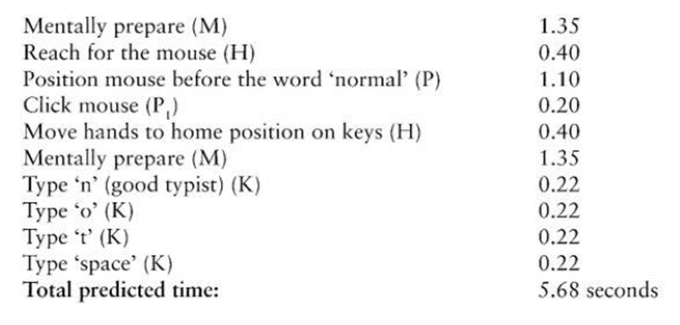 Mentally prepare (M) 1.35
Reach for the mouse (H) 0.40
Position mouse before the word ‘normal’ (P) 1.10
Click mouse (P₁) 0.20
Move hands to home position on keys (H) 0.40
Mentally prepare (M) 1.35
Type ‘n’ (good typist) (K) 0.22
Type ‘o’ (K) 0.22
Type ‘t’ (K) 0.22
Type ‘space’ (K) 0.22
Total predicted time: 5.68 seconds